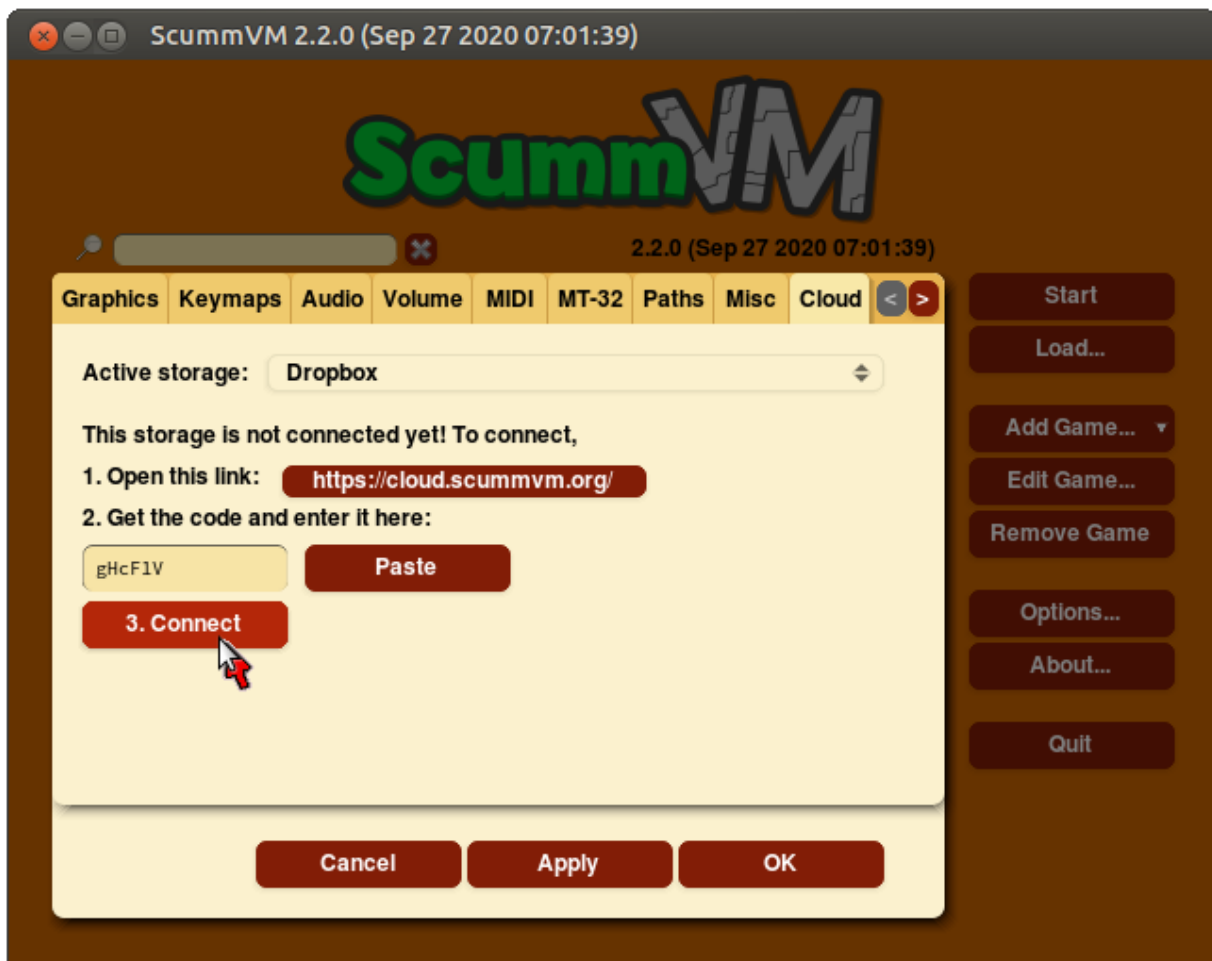 ScummVM 2.2.0 (Sep 27 2020 07:01:39)
ScummVM
2.2.0 (Sep 27 2020 07:01:39)
Graphics Keymaps Audio Volume MIDI MT-32 Paths Misc Cloud < >
Active storage: Dropbox
This storage is not connected yet! To connect,
1. Open this link: https://cloud.scummvm.org/
2. Get the code and enter it here:
gHcF1V Paste
3. Connect
Cancel Apply OK
Start
Load...
Add Game...
Edit Game...
Remove Game
Options...
About...
Quit